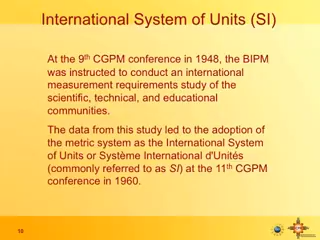 International System of Units (SI)
At the 9th CGPM conference in 1948, the BIPM
was instructed to conduct an international
measurement requirements study of the
scientific, technical, and educational
communities.
The data from this study led to the adoption of
the metric system as the International System
of Units or Système International d'Unités
(commonly referred to as SI) at the 11th CGPM
conference in 1960.